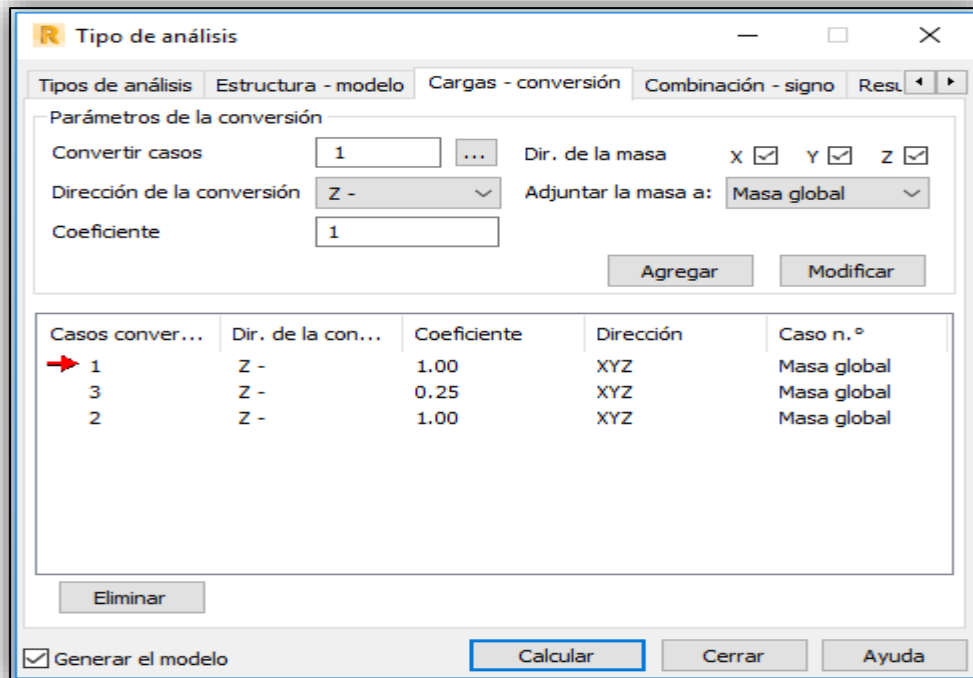 R Tipo de análisis
Tipos de análisis Estructura - modelo Cargas - conversión Combinación - signo Resu
Parámetros de la conversión
Convertir casos 1 ... Dir. de la masa X Y Z
Dirección de la conversión Z - Adjuntar la masa a: Masa global
Coeficiente 1
Agregar Modificar
Casos conver... Dir. de la con... Coeficiente Dirección Caso n.º
1 Z - 1.00 XYZ Masa global
3 Z - 0.25 XYZ Masa global
2 Z - 1.00 XYZ Masa global
Eliminar
Generar el modelo Calcular Cerrar Ayuda